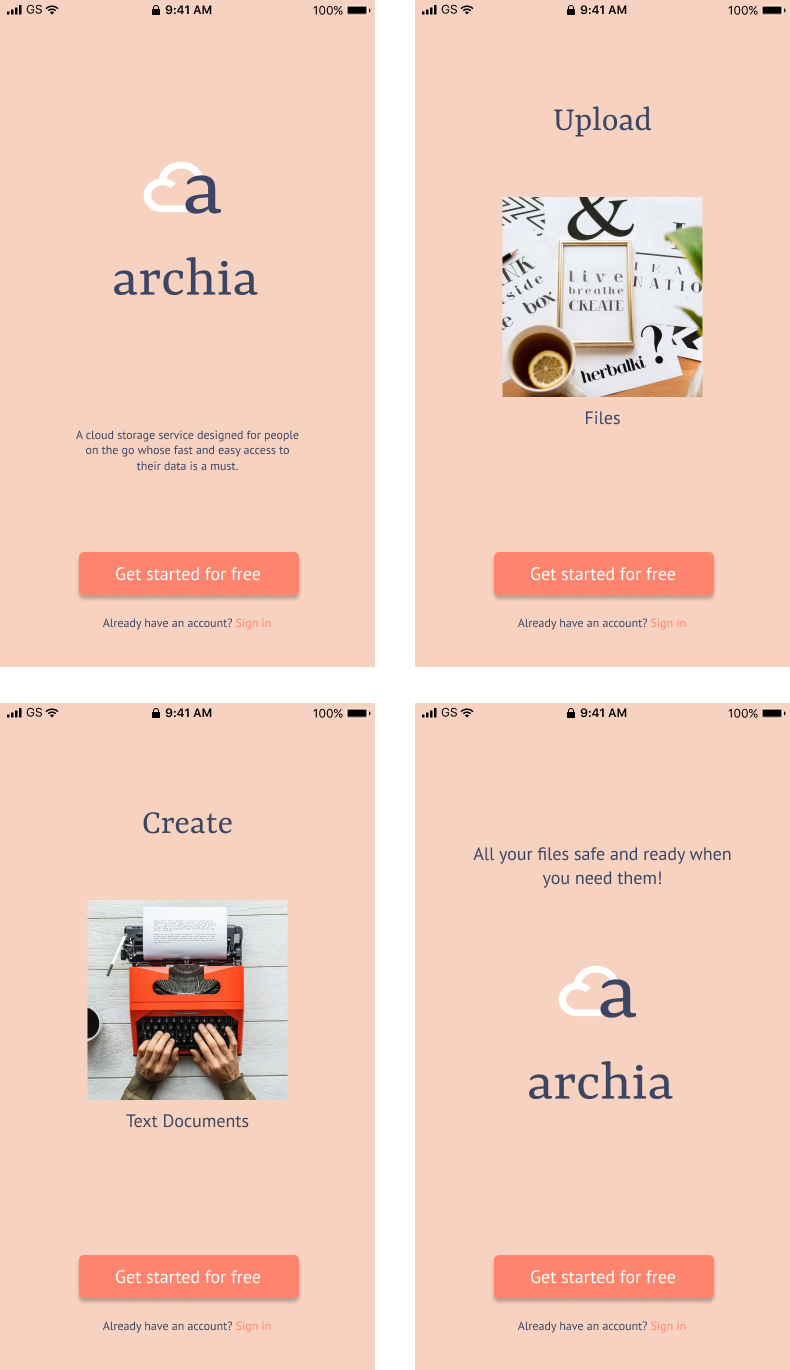 GS 9:41 AM 100%
a
archia
A cloud storage service designed for people
on the go whose fast and easy access to
their data is a must.
Get started for free
Already have an account? Sign in
GS 9:41 AM 100%
Upload
&
NK
side
e box
live
breathe
CREATE
I M A
NATIO
herbalki
?
Files
Get started for free
Already have an account? Sign in
GS 9:41 AM 100%
Create
Text Documents
Get started for free
Already have an account? Sign in
GS 9:41 AM 100%
All your files safe and ready when
you need them!
a
archia
Get started for free
Already have an account? Sign in